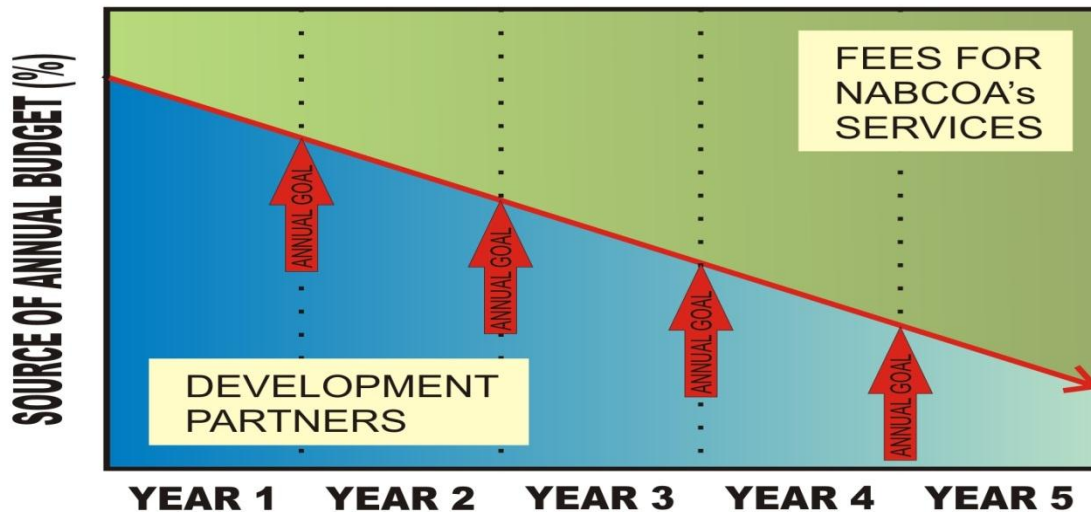 SOURCE OF ANNUAL BUDGET (%)
FEES FOR
NABCOA's
SERVICES
ANNUAL GOAL
ANNUAL GOAL
ANNUAL GOAL
ANNUAL GOAL
DEVELOPMENT
PARTNERS
YEAR 1 YEAR 2 YEAR 3 YEAR 4 YEAR 5